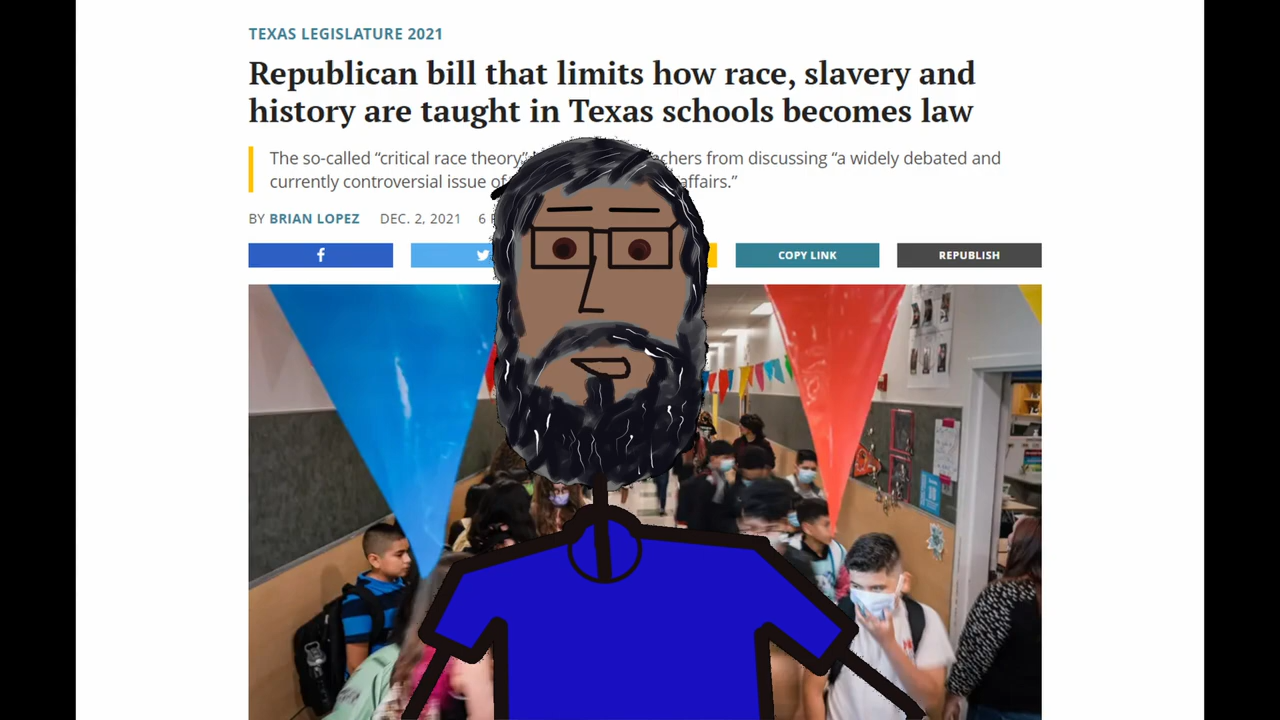 TEXAS LEGISLATURE 2021
Republican bill that limits how race, slavery and
history are taught in Texas schools becomes law
The so-called “critical race theory” achers from discussing “a widely debated and
currently controversial issue of affairs.”
BY BRIAN LOPEZ DEC. 2, 2021 6
COPY LINK REPUBLISH